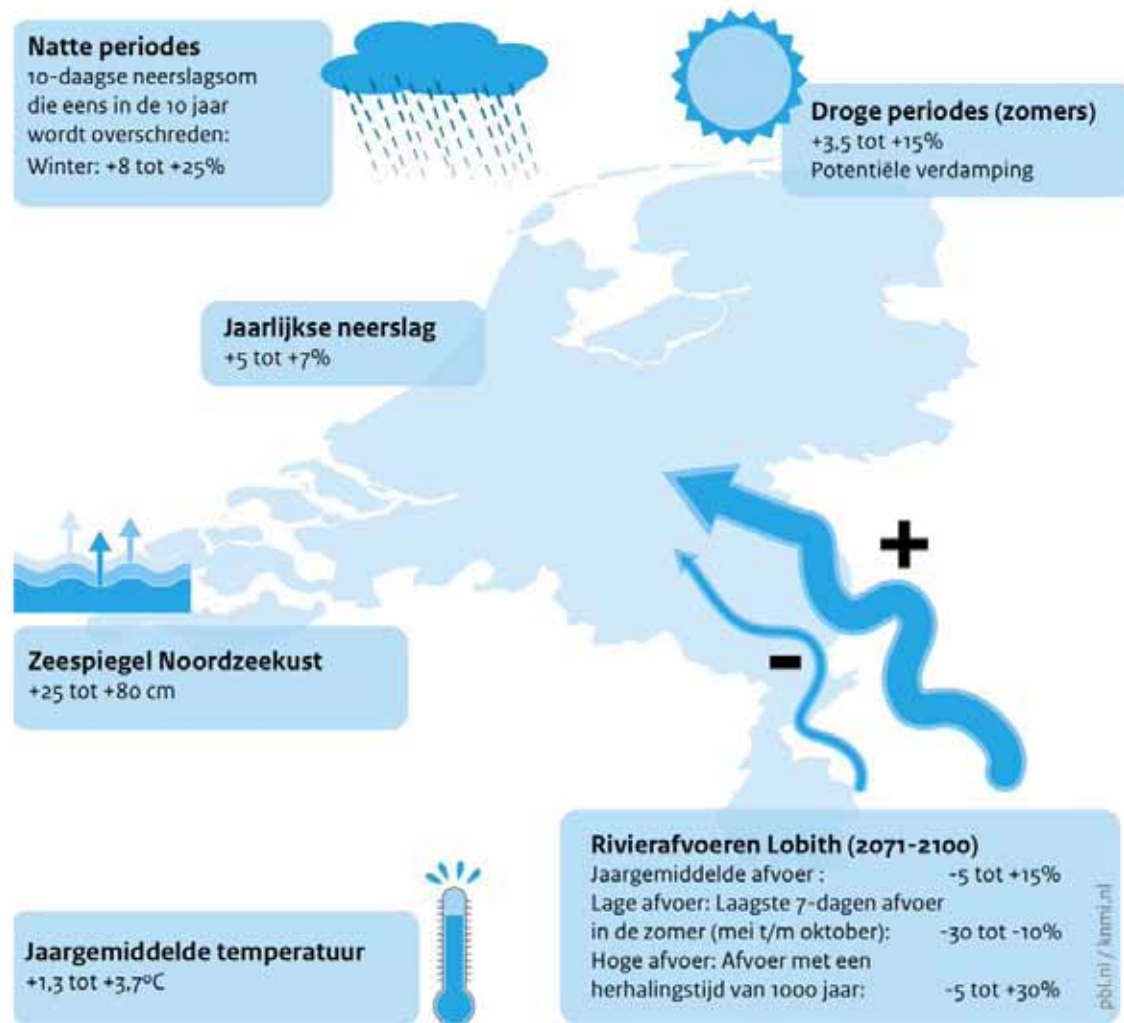 Natte periodes
10-daagse neerslagsom
die eens in de 10 jaar
wordt overschreden:
Winter: +8 tot +25%
Droge periodes (zomers)
+3,5 tot +15%
Potentiële verdamping
Jaarlijkse neerslag
+5 tot +7%
+
-
Zeespiegel Noordzeekust
+25 tot +80 cm
Jaargemiddelde temperatuur
+1,3 tot +3,7°C
Rivierafvoeren Lobith (2071-2100)
Jaargemiddelde afvoer : -5 tot +15%
Lage afvoer: Laagste 7-dagen afvoer
in de zomer (mei t/m oktober): -30 tot -10%
Hoge afvoer: Afvoer met een
herhalingstijd van 1000 jaar: -5 tot +30%
pbl.nl / knmi.nl